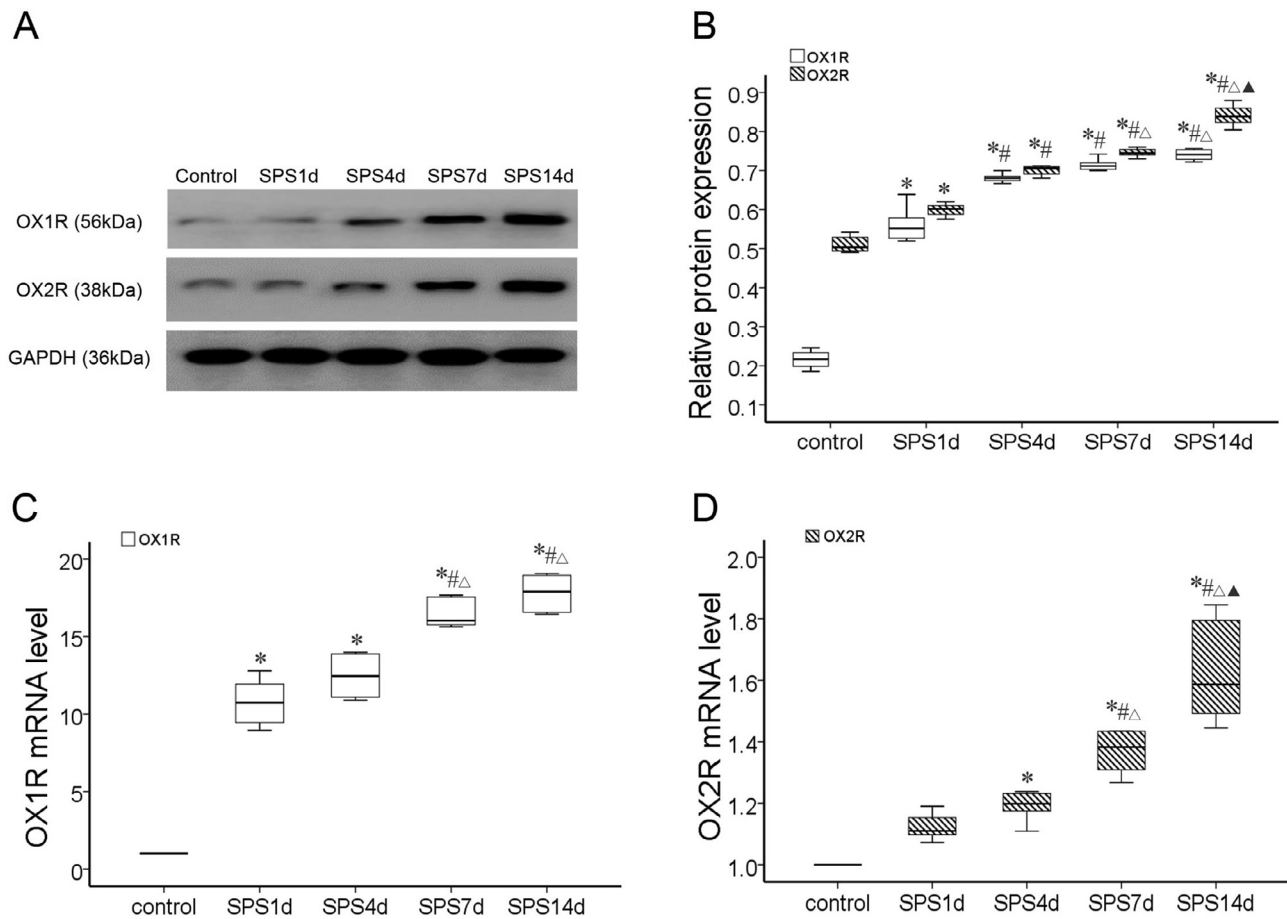 A
Control SPS1d SPS4d SPS7d SPS14d
OX1R (56kDa)
OX2R (38kDa)
GAPDH (36kDa)
B
OX1R
OX2R
Relative protein expression
0.9
0.8
0.7
0.6
0.5
0.4
0.3
0.2
0.1
* * *# *# *# *#△ *#△ *#△▲
control SPS1d SPS4d SPS7d SPS14d
C
OX1R
OX1R mRNA level
20
15
10
5
0
* * *#△ *#△
control SPS1d SPS4d SPS7d SPS14d
D
OX2R
OX2R mRNA level
2.0
1.8
1.6
1.4
1.2
1.0
* *#△ *#△▲
control SPS1d SPS4d SPS7d SPS14d